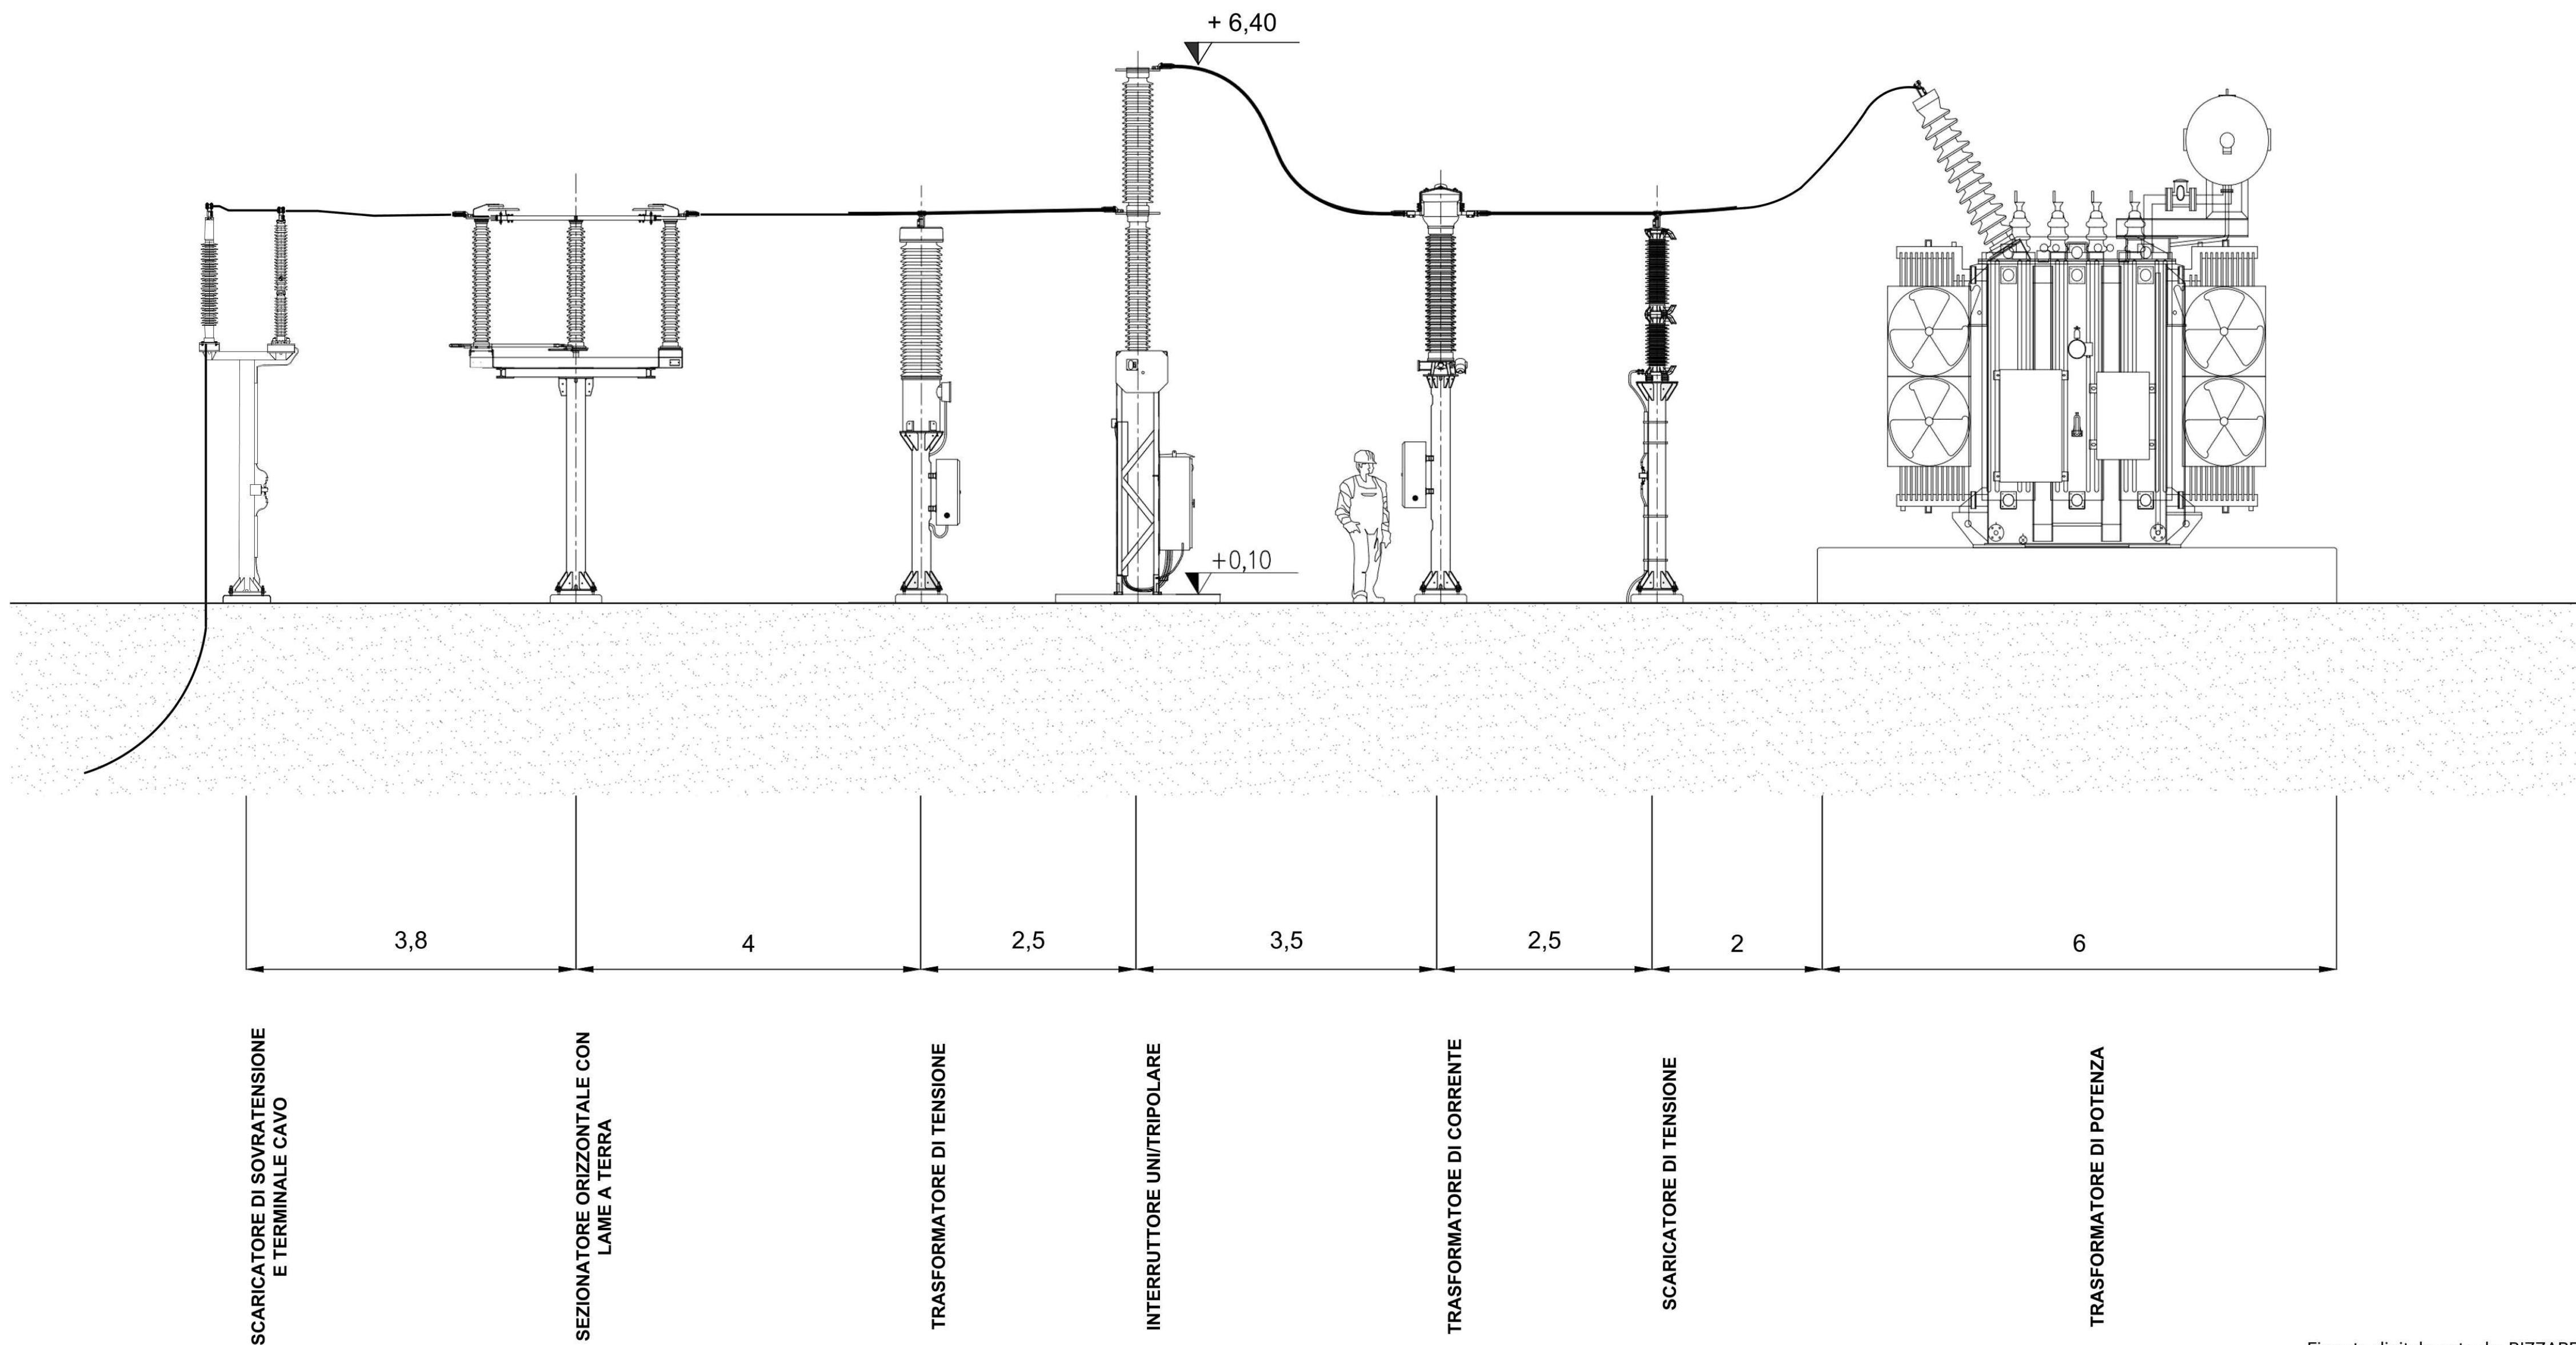 + 6,40
+0,10
3,8
4
2,5
3,5
2,5
2
6
SCARICATORE DI SOVRATENSIONE
E TERMINALE CAVO
SEZIONATORE ORIZZONTALE CON
LAME A TERRA
TRASFORMATORE DI TENSIONE
INTERRUTTORE UNI/TRIPOLARE
TRASFORMATORE DI CORRENTE
SCARICATORE DI TENSIONE
TRASFORMATORE DI POTENZA